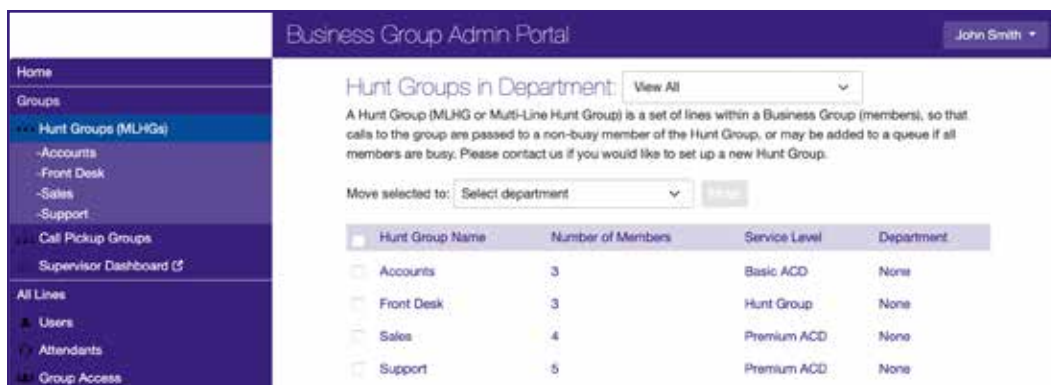 Business Group Admin Portal
John Smith
Home
Groups
Hunt Groups (MLHGs)
-Accounts
-Front Desk
-Sales
-Support
Call Pickup Groups
Supervisor Dashboard
All Lines
Users
Attendants
Group Access
Hunt Groups in Department: View All
A Hunt Group (MLHG or Multi-Line Hunt Group) is a set of lines within a Business Group (members), so that
calls to the group are passed to a non-busy member of the Hunt Group, or may be added to a queue if all
members are busy. Please contact us if you would like to set up a new Hunt Group.
Move selected to: Select department
Hunt Group Name Number of Members Service Level Department
Accounts 3 Basic ACD None
Front Desk 3 Hunt Group None
Sales 4 Premium ACD None
Support 5 Premium ACD None